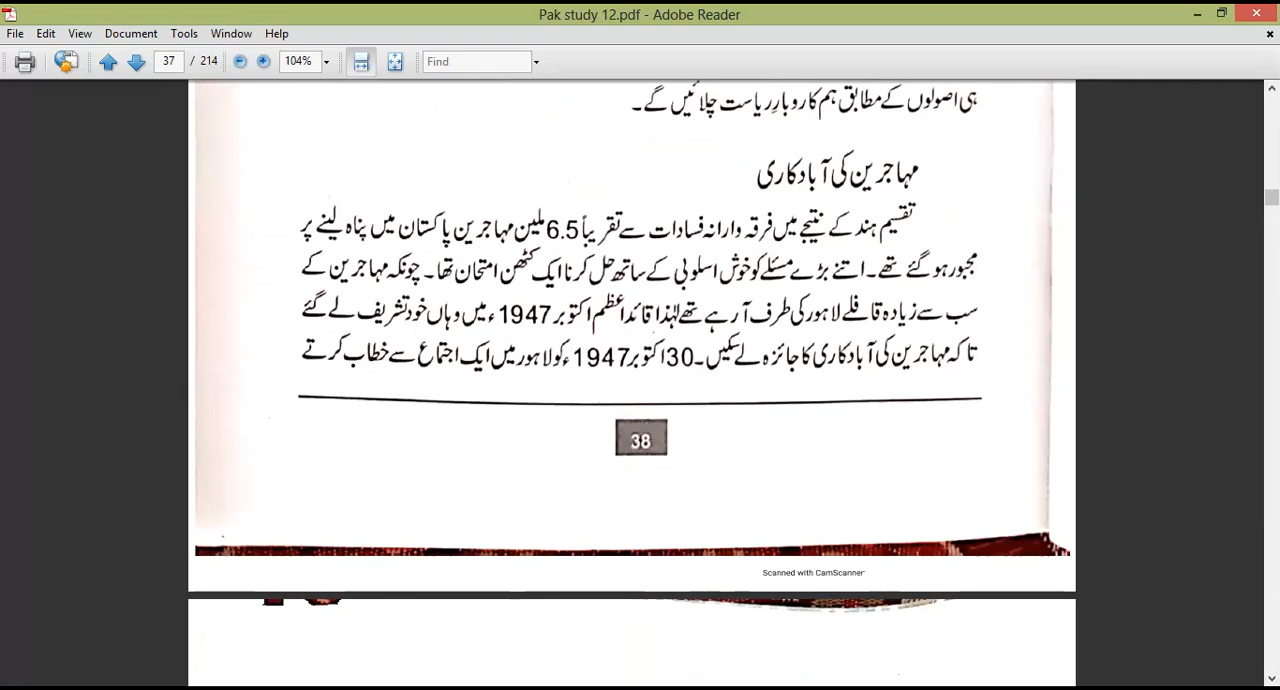 Pak study 12.pdf - Adobe Reader
File Edit View Document Tools Window Help
37 / 214 104% Find
ہی اصولوں کے مطابق ہم کاروبارِ ریاست چلائیں گے۔
مہاجرین کی آبادکاری
تقسیم ہند کے نتیجے میں فرقہ وارانہ فسادات سے تقریباً 6.5 ملین مہاجرین پاکستان میں پناہ لینے پر
مجبور ہو گئے تھے۔ اتنے بڑے مسئلے کو خوش اسلوبی کے ساتھ حل کرنا ایک کٹھن امتحان تھا۔ چونکہ مہاجرین کے
سب سے زیادہ قافلے لاہور کی طرف آ رہے تھے لہٰذا قائداعظم اکتوبر 1947ء میں وہاں خود تشریف لے گئے
تاکہ مہاجرین کی آبادکاری کا جائزہ لے سکیں۔ 30 اکتوبر 1947ء کو لاہور میں ایک اجتماع سے خطاب کرتے
38
Scanned with CamScanner